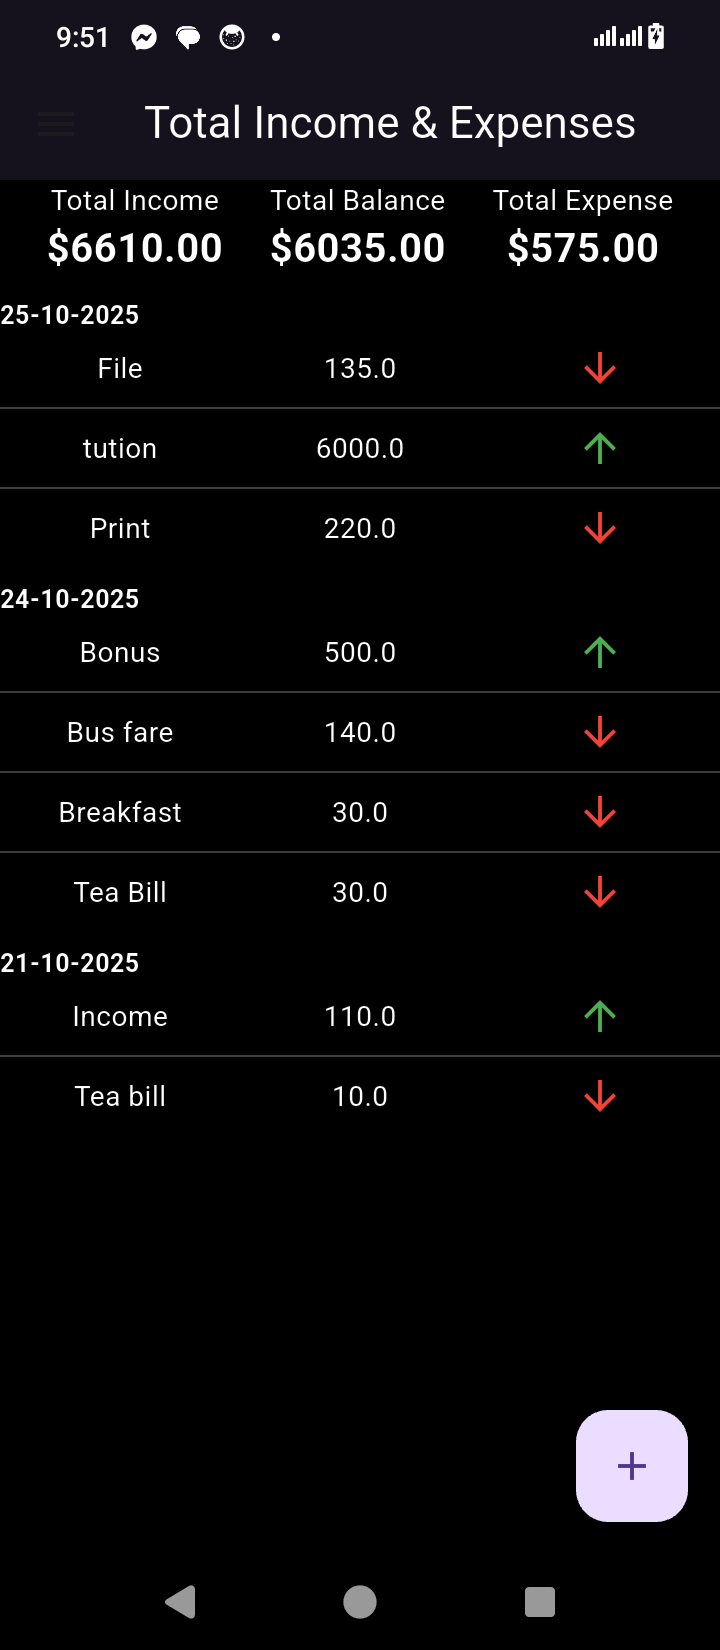 9:51
Total Income & Expenses
Total Income Total Balance Total Expense
$6610.00 $6035.00 $575.00
25-10-2025
File 135.0
tution 6000.0
Print 220.0
24-10-2025
Bonus 500.0
Bus fare 140.0
Breakfast 30.0
Tea Bill 30.0
21-10-2025
Income 110.0
Tea bill 10.0